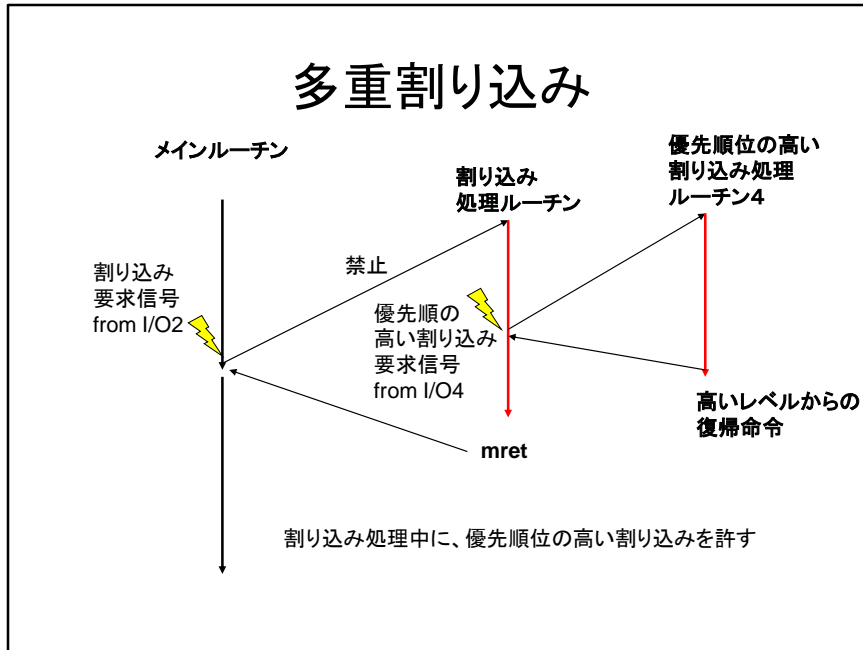 多重割り込み
メインルーチン
割り込み
要求信号
from I/O2
禁止
割り込み
処理ルーチン
優先順の
高い割り込み
要求信号
from I/O4
mret
優先順位の高い
割り込み処理
ルーチン4
高いレベルからの
復帰命令
割り込み処理中に、優先順位の高い割り込みを許す